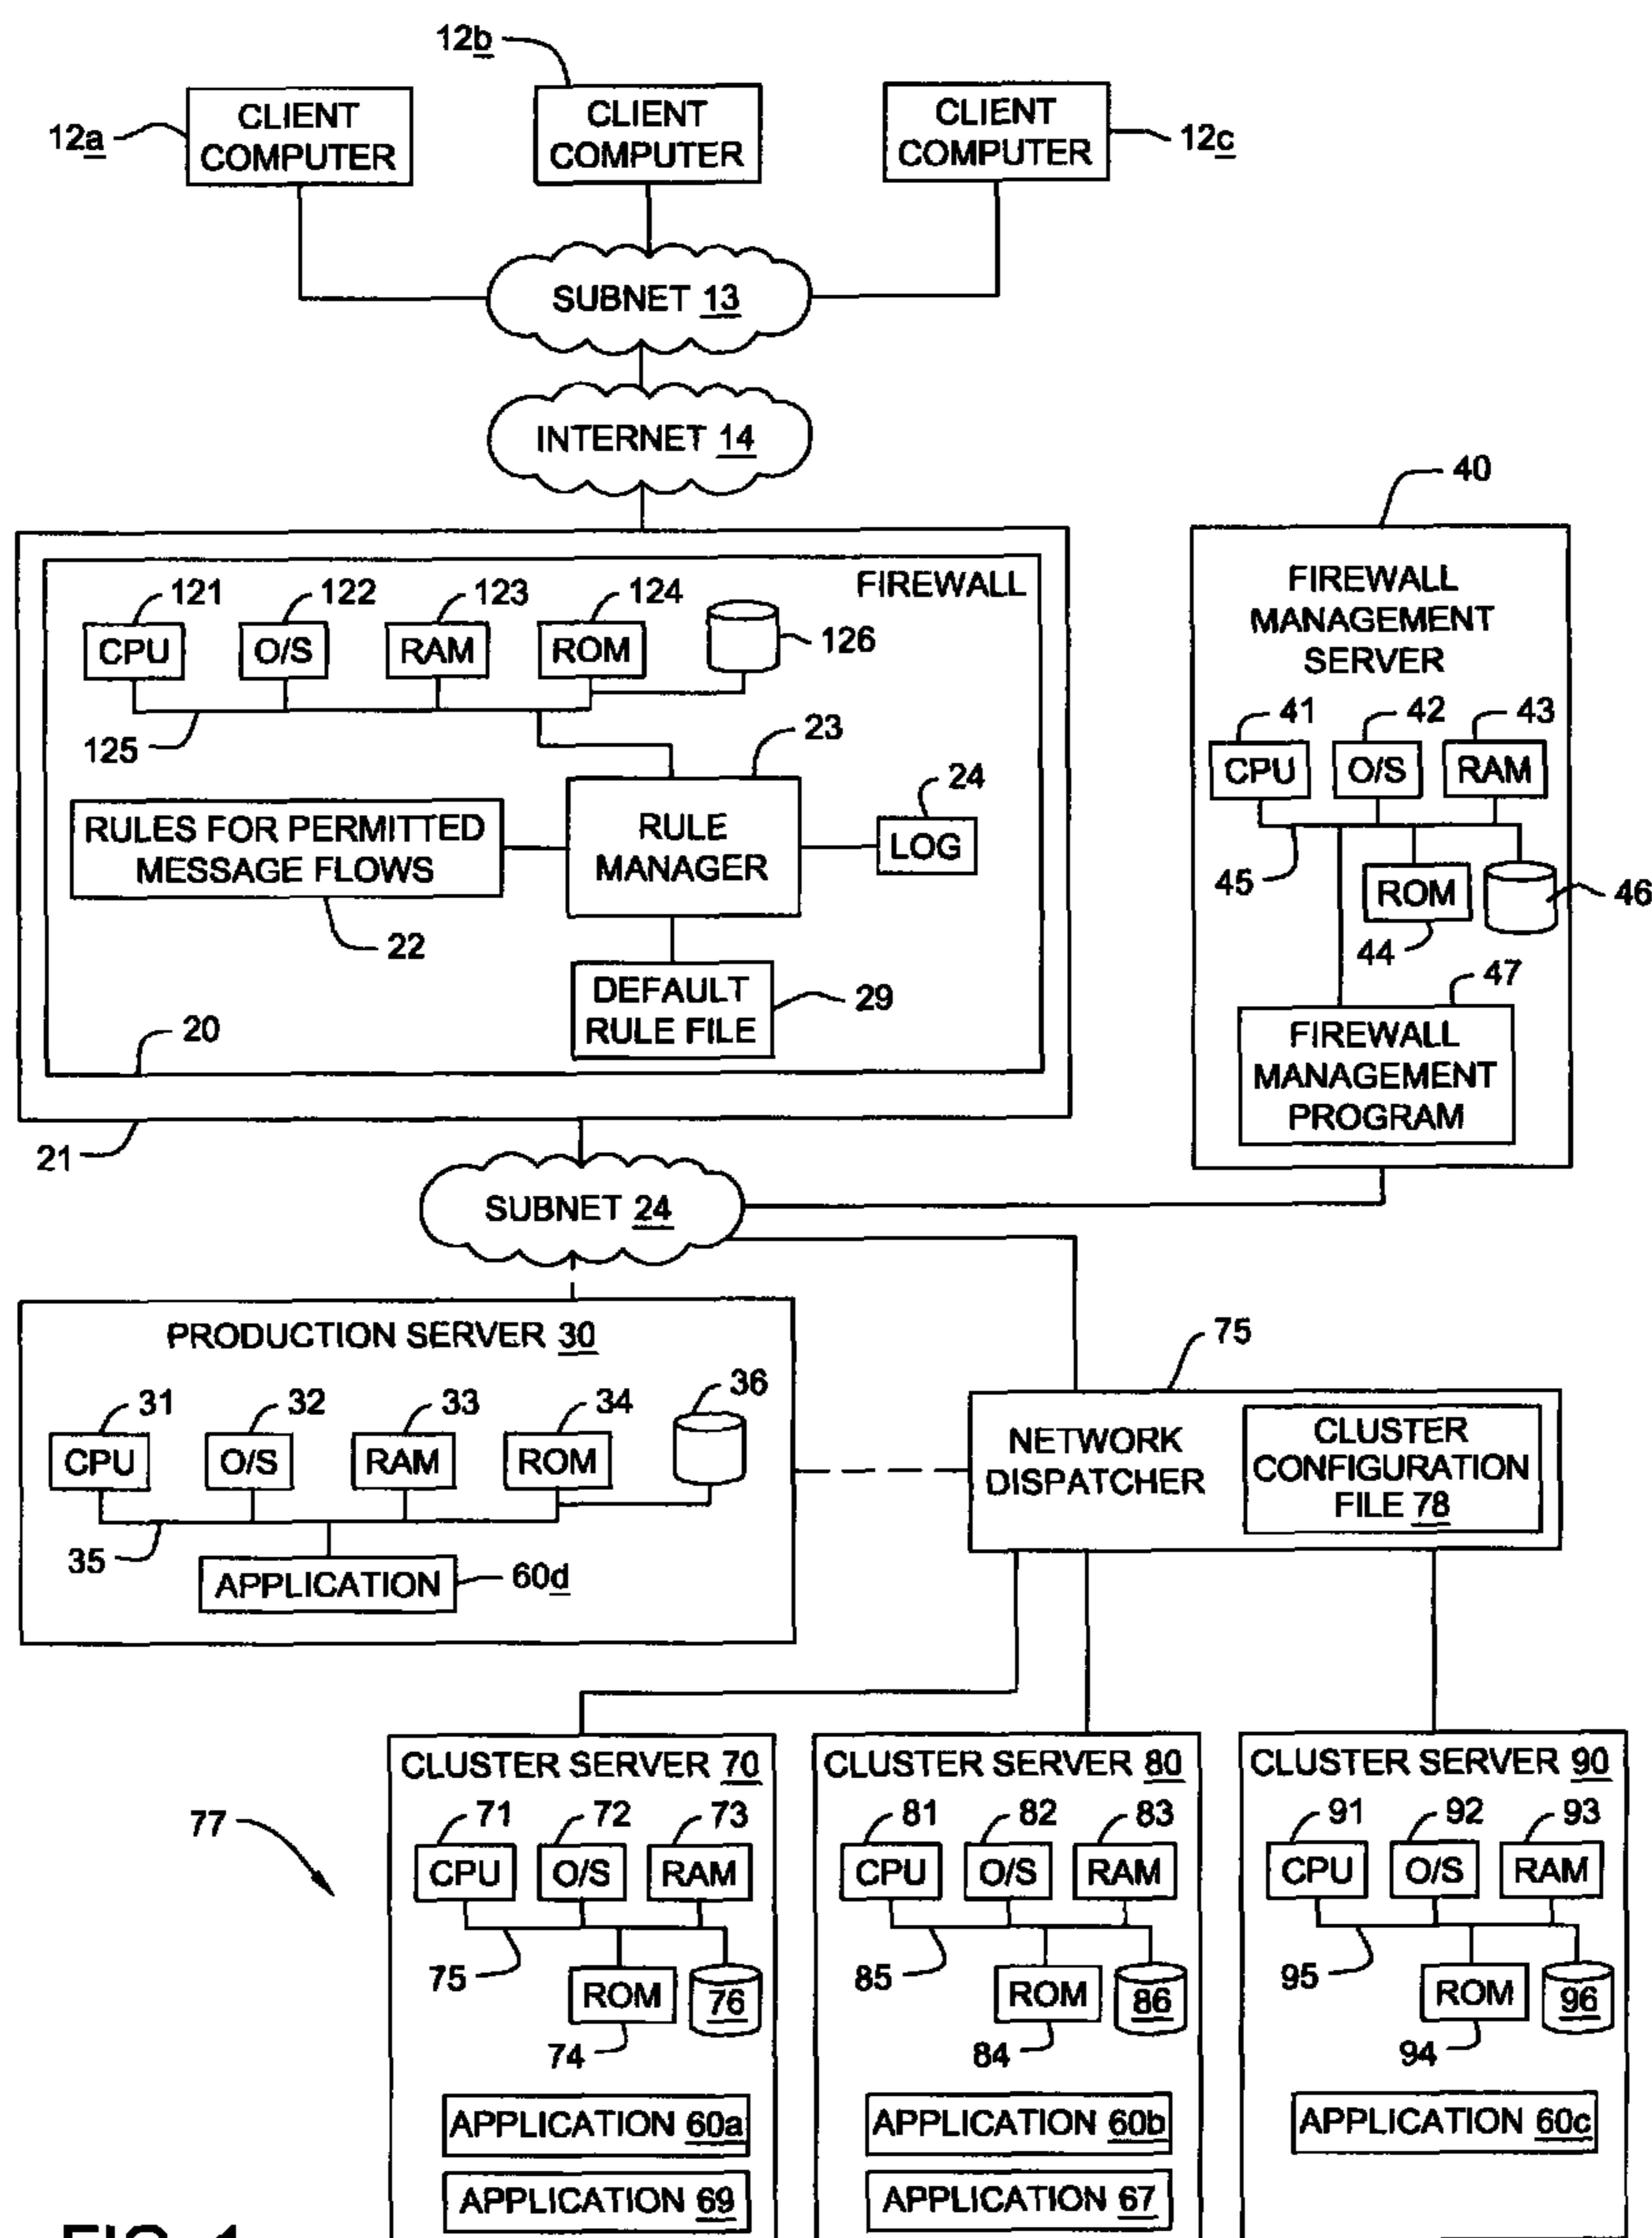 12b
12a
CLIENT
COMPUTER
CLIENT
COMPUTER
CLIENT
COMPUTER
12c
SUBNET 13
INTERNET 14
40
FIREWALL
121
122
123
124
CPU
O/S
RAM
ROM
126
125
23
RULES FOR PERMITTED
MESSAGE FLOWS
22
RULE
MANAGER
24
LOG
DEFAULT
RULE FILE
29
20
21
FIREWALL
MANAGEMENT
SERVER
41
42
43
CPU
O/S
RAM
45
ROM
46
44
47
FIREWALL
MANAGEMENT
PROGRAM
SUBNET 24
PRODUCTION SERVER 30
31
32
33
34
36
CPU
O/S
RAM
ROM
35
APPLICATION
60d
75
NETWORK
DISPATCHER
CLUSTER
CONFIGURATION
FILE 78
77
CLUSTER SERVER 70
71
72
73
CPU
O/S
RAM
75
ROM
76
74
APPLICATION 60a
APPLICATION 69
CLUSTER SERVER 80
81
82
83
CPU
O/S
RAM
85
ROM
86
84
APPLICATION 60b
APPLICATION 67
CLUSTER SERVER 90
91
92
93
CPU
O/S
RAM
95
ROM
96
94
APPLICATION 60c
FIG. 1